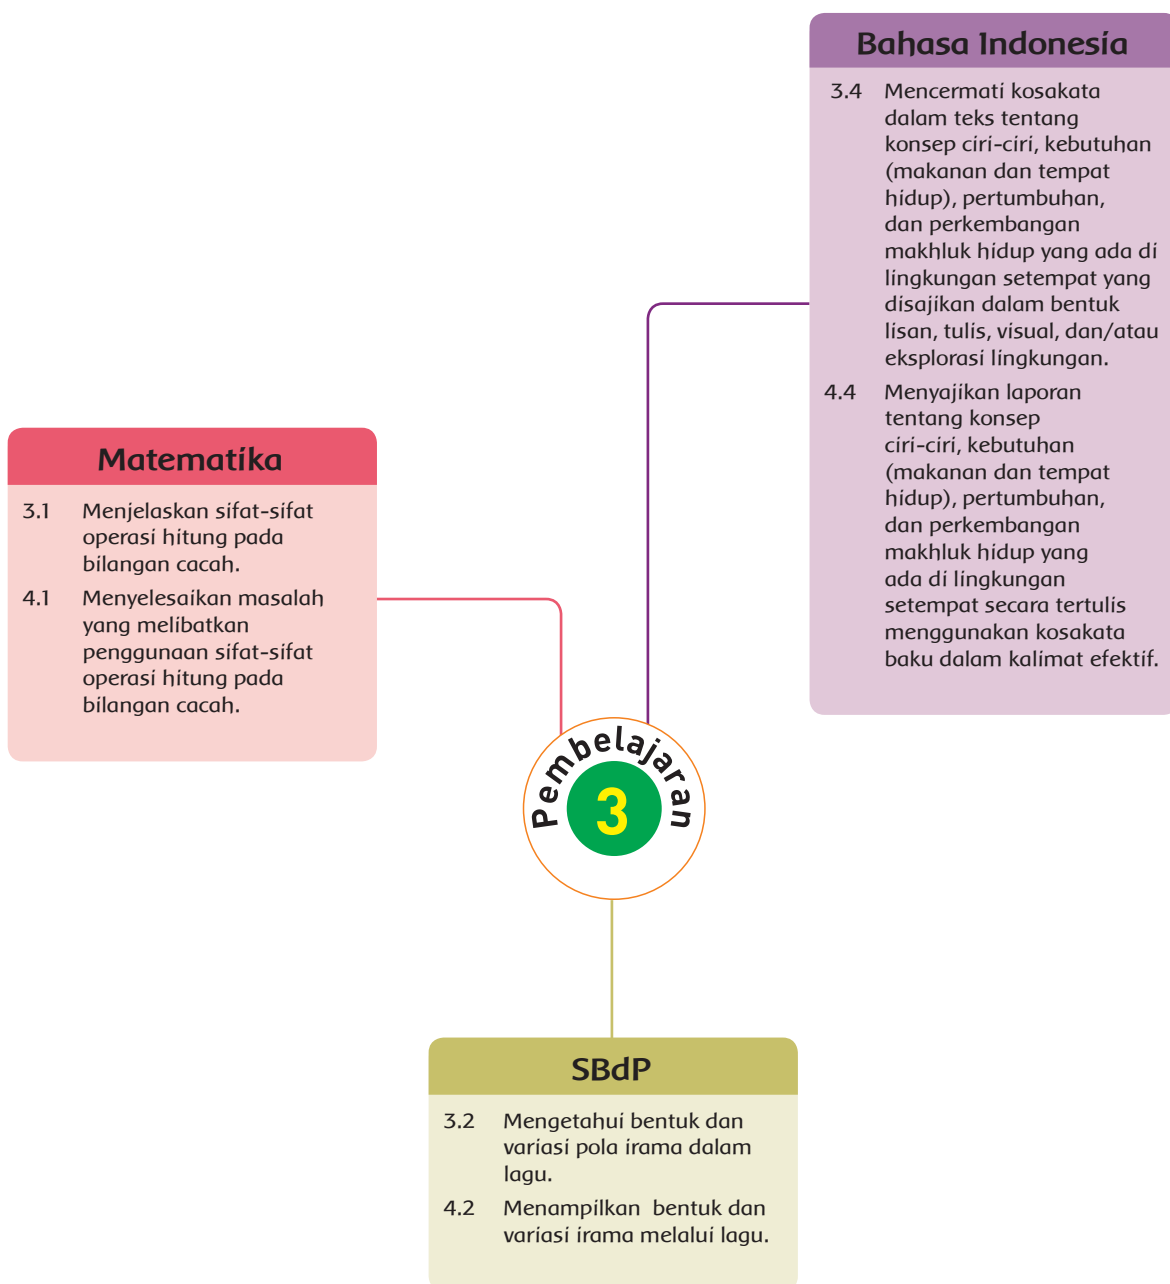 Bahasa Indonesia
3.4 Mencermati kosakata
dalam teks tentang
konsep ciri-ciri, kebutuhan
(makanan dan tempat
hidup), pertumbuhan,
dan perkembangan
makhluk hidup yang ada di
lingkungan setempat yang
disajikan dalam bentuk
lisan, tulis, visual, dan/atau
eksplorasi lingkungan.
4.4 Menyajikan laporan
tentang konsep
ciri-ciri, kebutuhan
(makanan dan tempat
hidup), pertumbuhan,
dan perkembangan
makhluk hidup yang
ada di lingkungan
setempat secara tertulis
menggunakan kosakata
baku dalam kalimat efektif.
Matematika
3.1 Menjelaskan sifat-sifat
operasi hitung pada
bilangan cacah.
4.1 Menyelesaikan masalah
yang melibatkan
penggunaan sifat-sifat
operasi hitung pada
bilangan cacah.
Pembelajaran
3
SBdP
3.2 Mengetahui bentuk dan
variasi pola irama dalam
lagu.
4.2 Menampilkan bentuk dan
variasi irama melalui lagu.